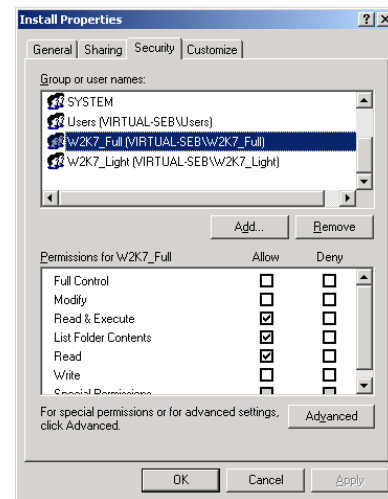 Install Properties
General Sharing Security Customize
Group or user names:
SYSTEM
Users (VIRTUAL-SEB\Users)
W2K7_Full (VIRTUAL-SEB\W2K7_Full)
W2K7_Light (VIRTUAL-SEB\W2K7_Light)
Add... Remove
Permissions for W2K7_Full Allow Deny
Full Control
Modify
Read & Execute
List Folder Contents
Read
Write
Special Permissions
For special permissions or for advanced settings, Advanced
click Advanced.
OK Cancel Apply